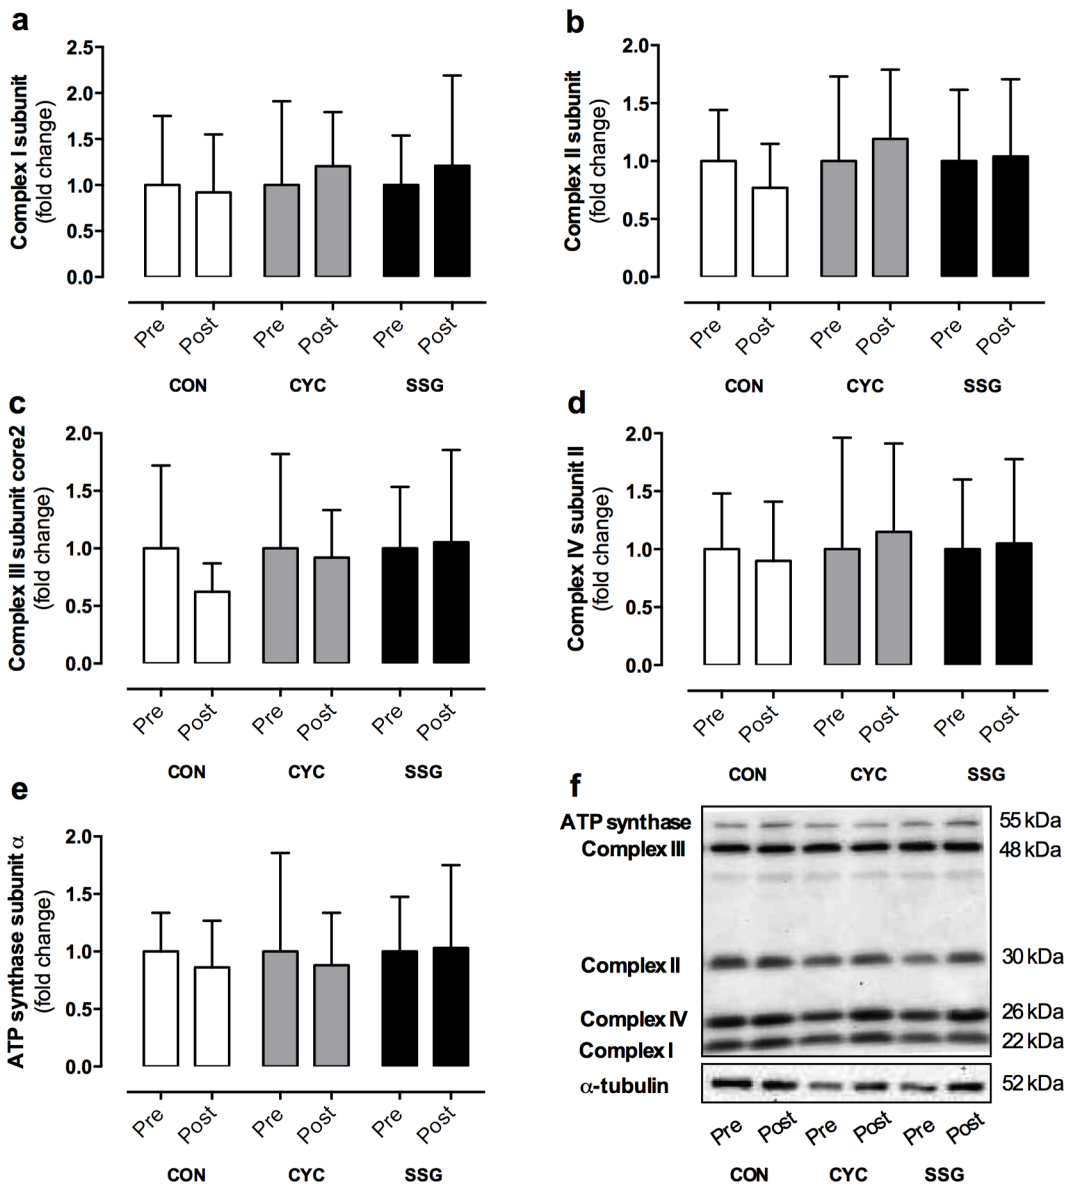 a
Complex I subunit
(fold change)
2.5
2.0
1.5
1.0
0.5
0.0
Pre Post Pre Post Pre Post
CON CYC SSG
b
Complex II subunit
(fold change)
2.0
1.5
1.0
0.5
0.0
Pre Post Pre Post Pre Post
CON CYC SSG
c
Complex III subunit core2
(fold change)
2.0
1.5
1.0
0.5
0.0
Pre Post Pre Post Pre Post
CON CYC SSG
d
Complex IV subunit II
(fold change)
2.0
1.5
1.0
0.5
0.0
Pre Post Pre Post Pre Post
CON CYC SSG
e
ATP synthase subunit α
(fold change)
2.0
1.5
1.0
0.5
0.0
Pre Post Pre Post Pre Post
CON CYC SSG
f
ATP synthase 55 kDa
Complex III 48 kDa
Complex II 30 kDa
Complex IV 26 kDa
Complex I 22 kDa
α-tubulin 52 kDa
Pre Post Pre Post Pre Post
CON CYC SSG